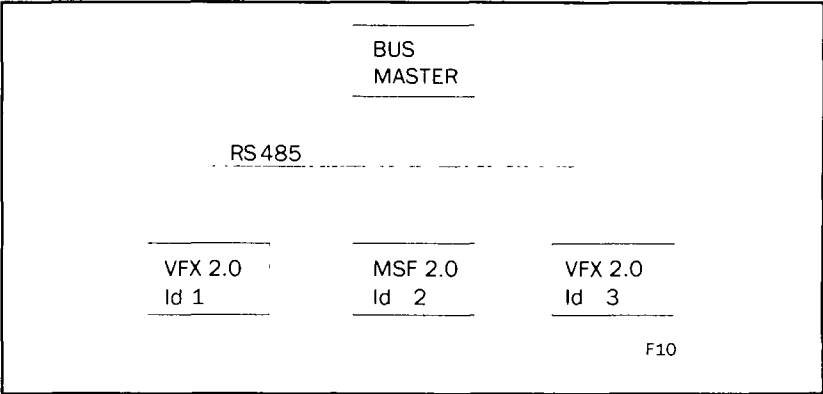 BUS
MASTER
RS485
VFX 2.0
Id 1
MSF 2.0
Id 2
VFX 2.0
Id 3
F10